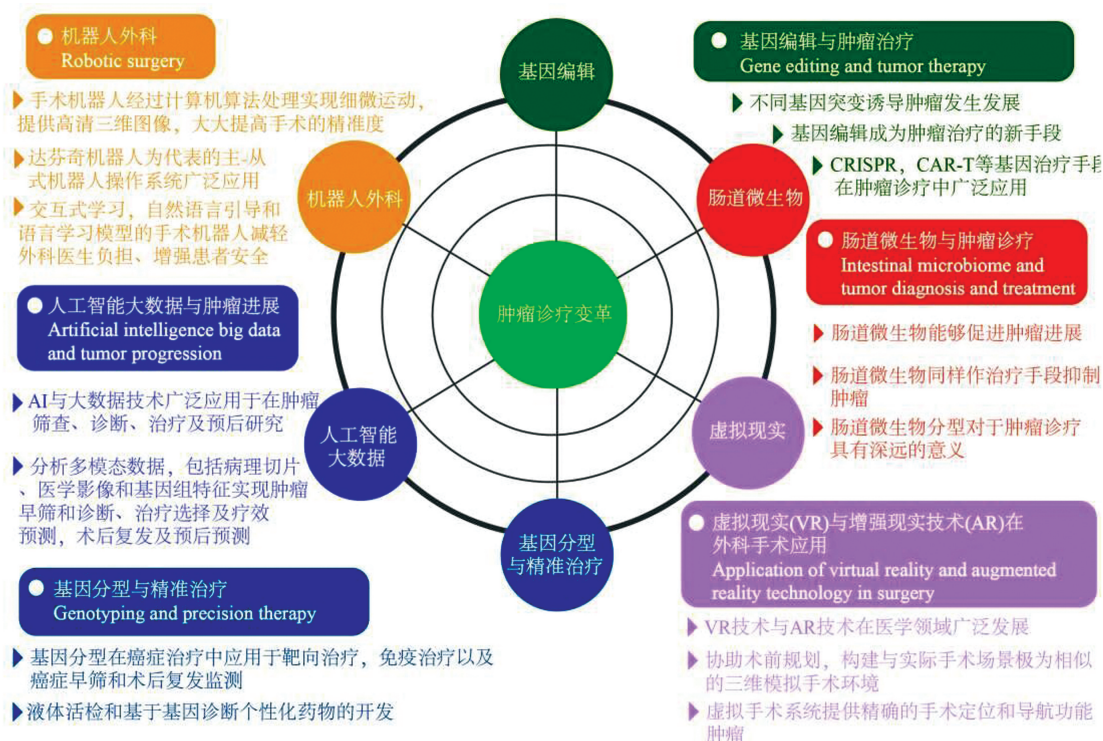 机器人外科
Robotic surgery
手术机器人经过计算机算法处理实现细微运动，
提供高清三维图像，大大提高手术的精准度
达芬奇机器人为代表的主-从
式机器人操作系统广泛应用
交互式学习，自然语言引导和
语言学习模型的手术机器人减轻
外科医生负担、增强患者安全
人工智能大数据与肿瘤进展
Artificial intelligence big data
and tumor progression
AI与大数据技术广泛应用于在肿瘤
筛查、诊断、治疗及预后研究
分析多模态数据，包括病理切片
、医学影像和基因组特征实现肿瘤
早筛和诊断、治疗选择及疗效
预测，术后复发及预后预测
基因分型与精准治疗
Genotyping and precision therapy
基因分型在癌症治疗中应用于靶向治疗，免疫治疗以及
癌症早筛和术后复发监测
液体活检和基于基因诊断个性化药物的开发
基因编辑
机器人外科
肠道微生物
肿瘤诊疗变革
人工智能
大数据
虚拟现实
基因分型
与精准治疗
基因编辑与肿瘤治疗
Gene editing and tumor therapy
不同基因突变诱导肿瘤发生发展
基因编辑成为肿瘤治疗的新手段
CRISPR，CAR-T等基因治疗手段
在肿瘤诊疗中广泛应用
肠道微生物与肿瘤诊疗
Intestinal microbiome and
tumor diagnosis and treatment
肠道微生物能够促进肿瘤进展
肠道微生物同样作治疗手段抑制
肿瘤
肠道微生物分型对于肿瘤诊疗
具有深远的意义
虚拟现实(VR)与增强现实技术(AR)在
外科手术应用
Application of virtual reality and augmented
reality technology in surgery
VR技术与AR技术在医学领域广泛发展
协助术前规划，构建与实际手术场景极为相似
的三维模拟手术环境
虚拟手术系统提供精确的手术定位和导航功能
肿瘤